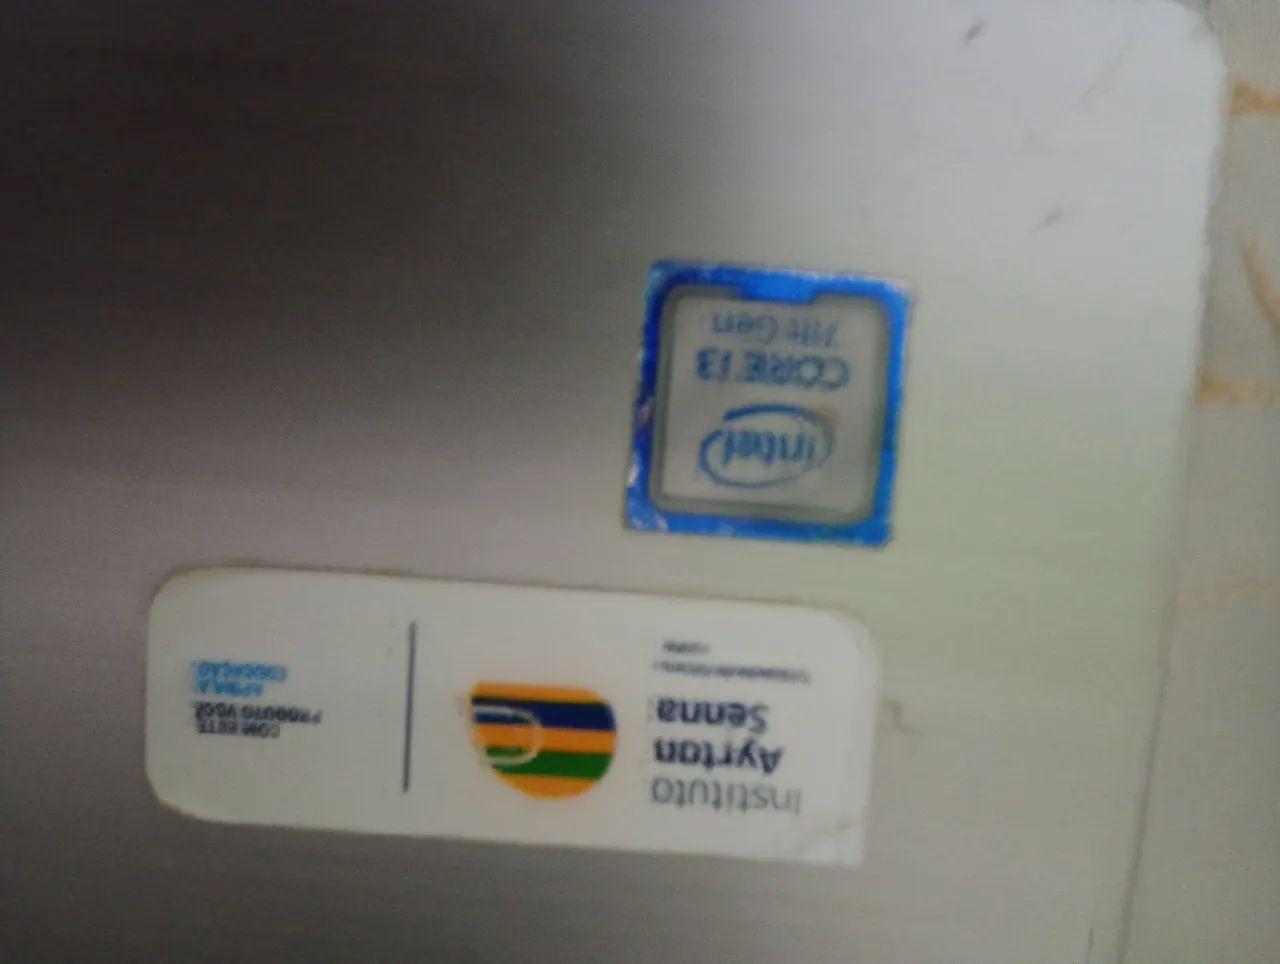 intel
CORE i3
7th Gen
Instituto
Ayrton
Senna
COM ESTE
PRODUTO VOCÊ
APOIA A
EDUCAÇÃO